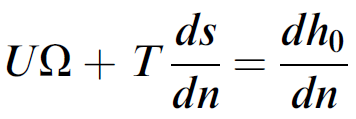 UΩ + T ds/dn = dh₀/dn